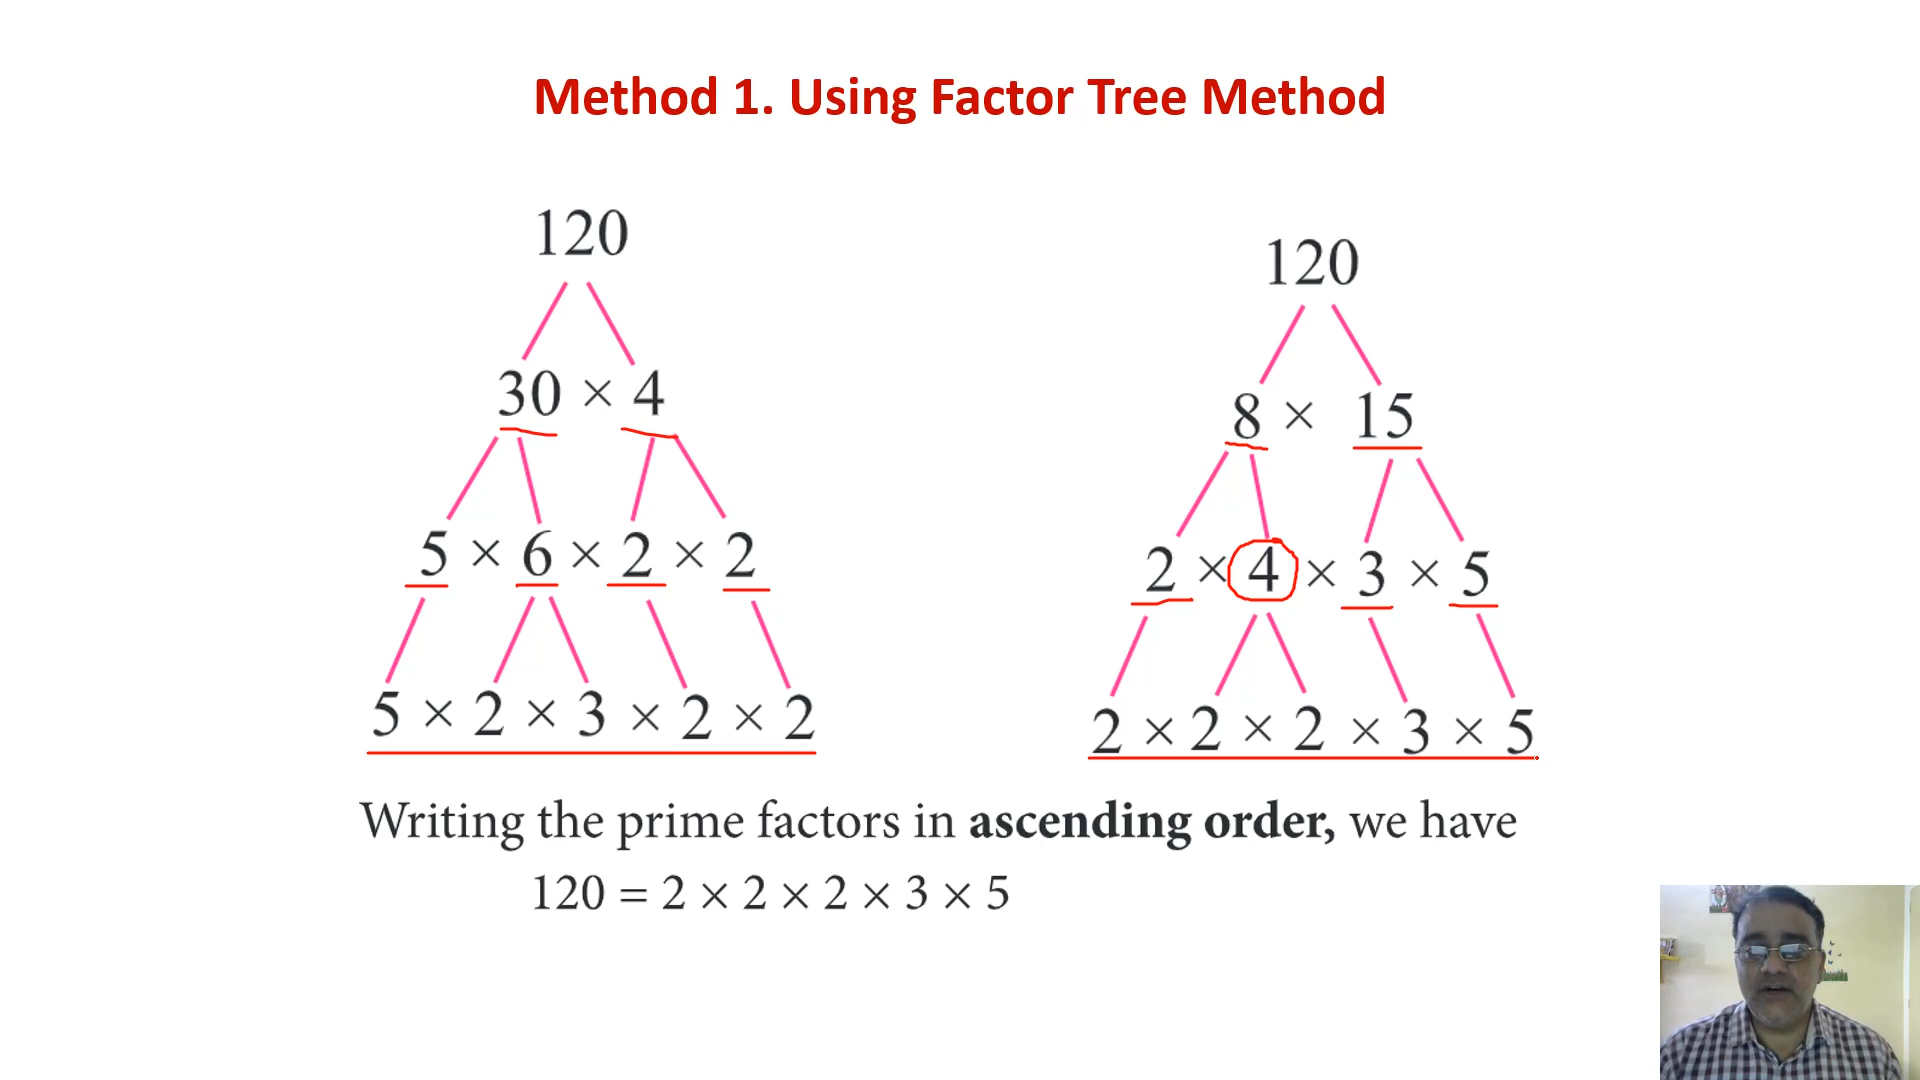 Method 1. Using Factor Tree Method
120
30 × 4
5 × 6 × 2 × 2
5 × 2 × 3 × 2 × 2
120
8 × 15
2 × 4 × 3 × 5
2 × 2 × 2 × 3 × 5
Writing the prime factors in ascending order, we have
120 = 2 × 2 × 2 × 3 × 5